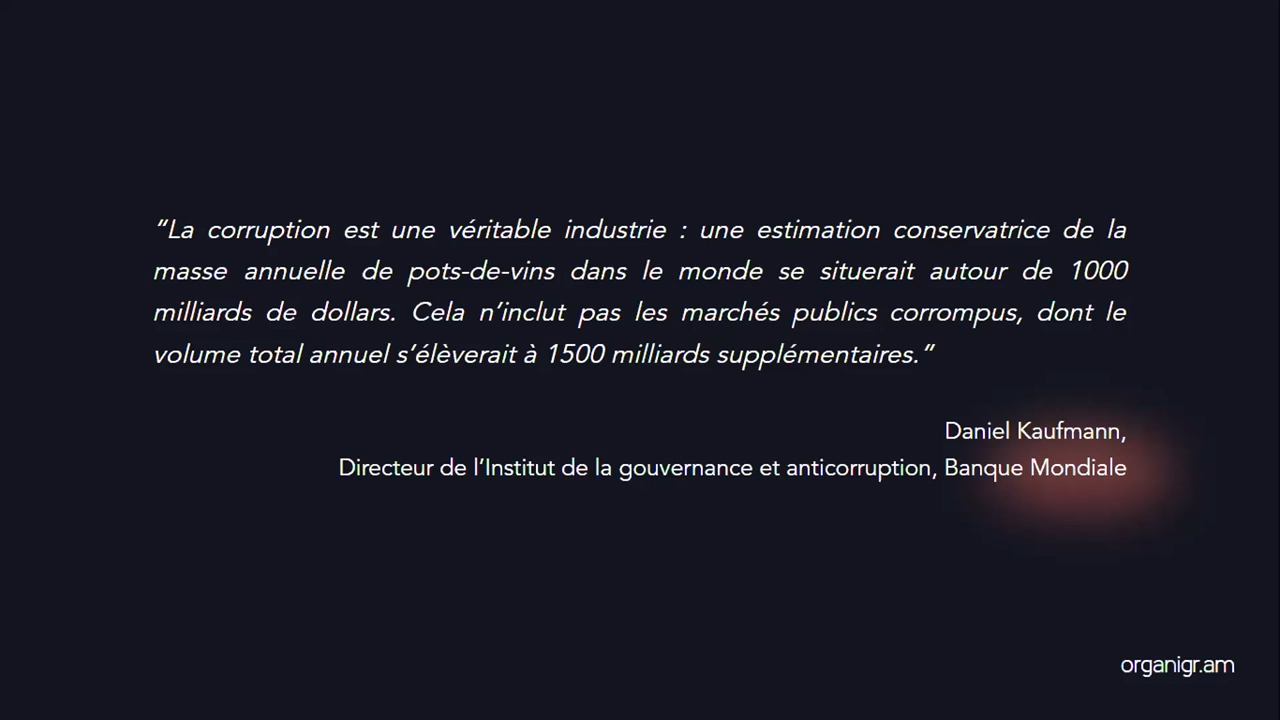 “La corruption est une véritable industrie : une estimation conservatrice de la
masse annuelle de pots-de-vins dans le monde se situerait autour de 1000
milliards de dollars. Cela n’inclut pas les marchés publics corrompus, dont le
volume total annuel s’élèverait à 1500 milliards supplémentaires.”
Daniel Kaufmann,
Directeur de l’Institut de la gouvernance et anticorruption, Banque Mondiale
organigr.am